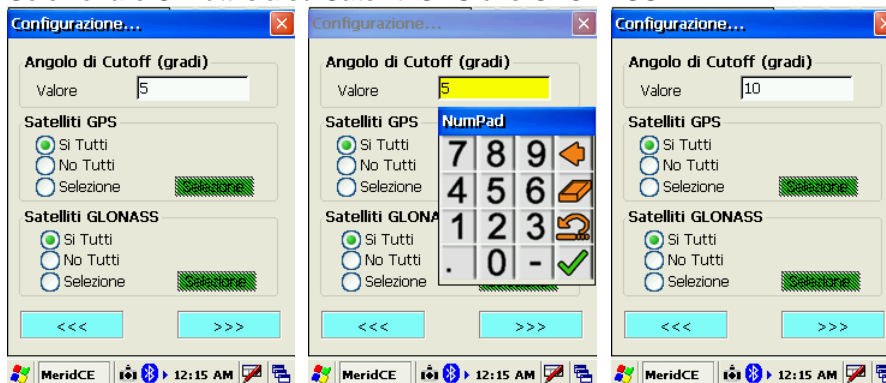 Configurazione...
Angolo di Cutoff (gradi)
Valore 5
Satelliti GPS
Si Tutti
No Tutti
Selezione Selezione
Satelliti GLONASS
Si Tutti
No Tutti
Selezione Selezione
<<< >>>
MeridCE 12:15 AM
Configurazione...
Angolo di Cutoff (gradi)
Valore 5
Satelliti GPS
Si Tutti
No Tutti
Selezione
Satelliti GLONA
Si Tutti
No Tutti
Selezione
NumPad
7 8 9
4 5 6
1 2 3
. 0 -
<<< >>>
MeridCE 12:15 AM
Configurazione...
Angolo di Cutoff (gradi)
Valore 10
Satelliti GPS
Si Tutti
No Tutti
Selezione Selezione
Satelliti GLONASS
Si Tutti
No Tutti
Selezione Selezione
<<< >>>
MeridCE 12:15 AM